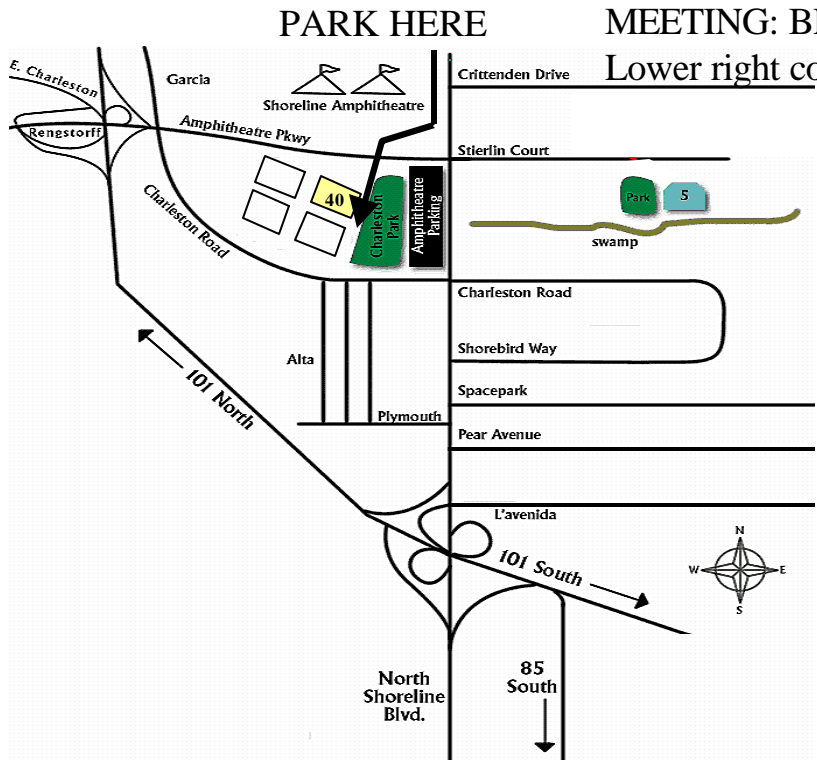 PARK HERE
MEETING:
Lower right
E. Charleston
Rengstorff
Garcia
Shoreline Amphitheatre
Amphitheatre Pkwy
Crittenden Drive
Stierlin Court
Charleston Road
40
Charleston
Park
Amphitheatre
Parking
Park
5
swamp
Charleston Road
Shorebird Way
Alta
101 North
Spacepark
Plymouth
Pear Avenue
L'avenida
101 South
N
W
E
S
North
Shoreline
Blvd.
85
South